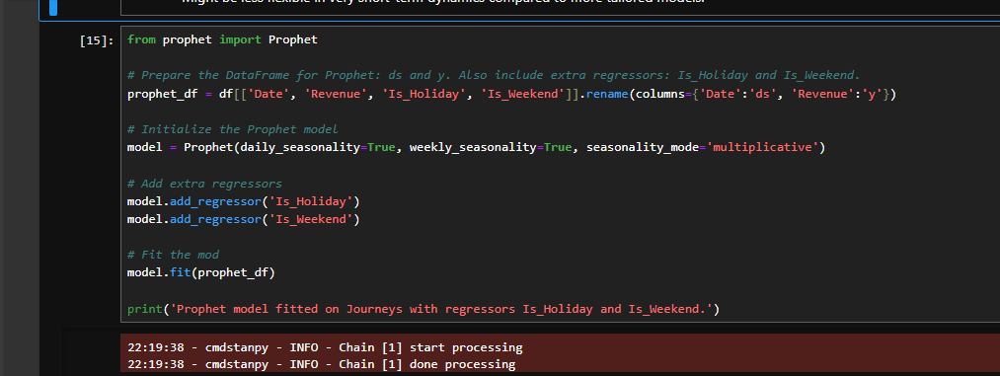 Might be less flexible in very short-term dynamics compared to more tailored models.
[15]: from prophet import Prophet
# Prepare the DataFrame for Prophet: ds and y. Also include extra regressors: Is_Holiday and Is_Weekend.
prophet_df = df[['Date', 'Revenue', 'Is_Holiday', 'Is_Weekend']].rename(columns={'Date':'ds', 'Revenue':'y'})
# Initialize the Prophet model
model = Prophet(daily_seasonality=True, weekly_seasonality=True, seasonality_mode='multiplicative')
# Add extra regressors
model.add_regressor('Is_Holiday')
model.add_regressor('Is_Weekend')
# Fit the mod
model.fit(prophet_df)
print('Prophet model fitted on Journeys with regressors Is_Holiday and Is_Weekend.')
22:19:38 - cmdstanpy - INFO - Chain [1] start processing
22:19:38 - cmdstanpy - INFO - Chain [1] done processing